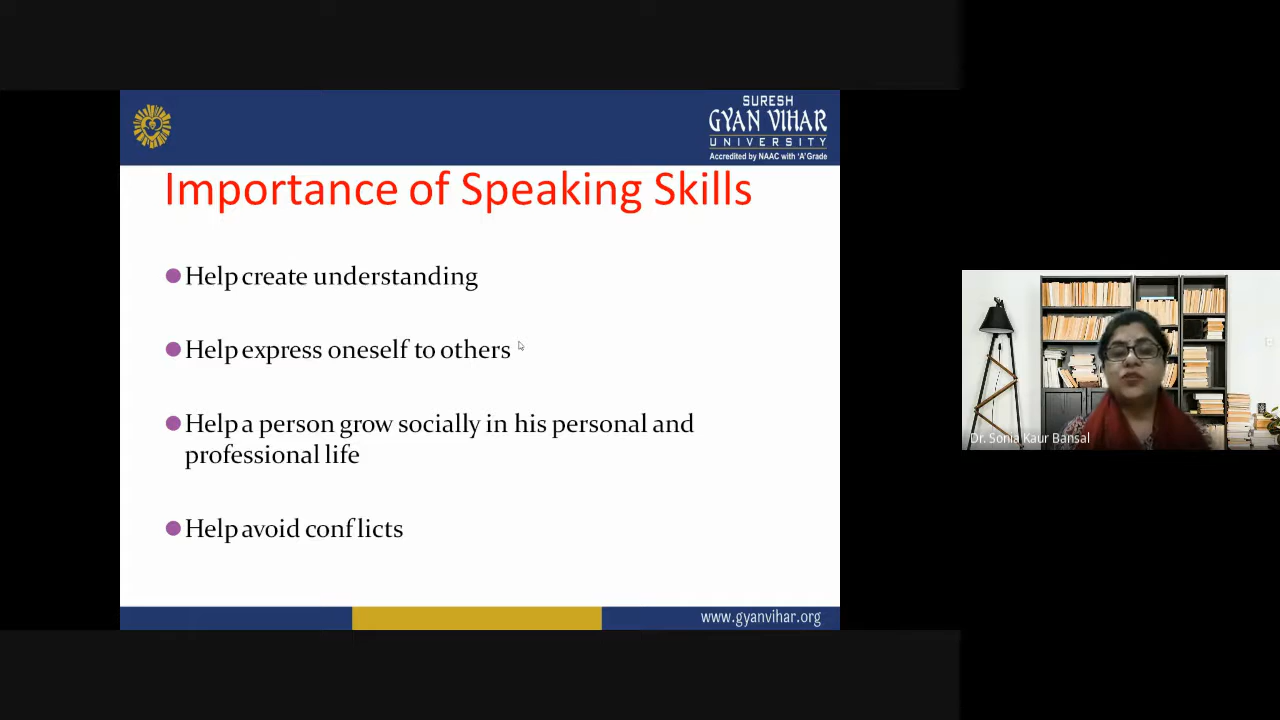 SURESH
GYAN VIHAR
UNIVERSITY
Accredited by NAAC with 'A' Grade
Importance of Speaking Skills
Help create understanding
Help express oneself to others
Help a person grow socially in his personal and
professional life
Help avoid conflicts
Dr. Sonia Kaur Bansal
www.gyanvihar.org